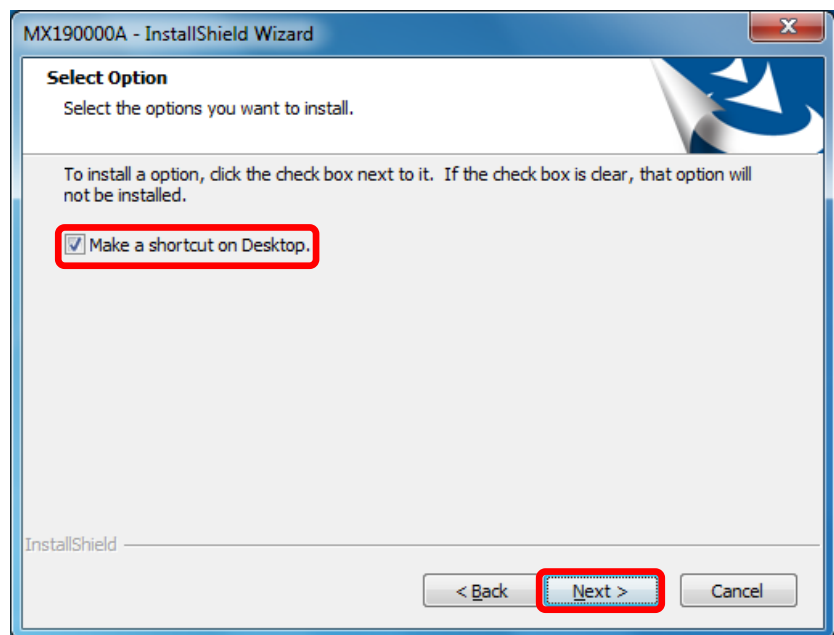 MX190000A - InstallShield Wizard
Select Option
Select the options you want to install.
To install a option, click the check box next to it.  If the check box is clear, that option will
not be installed.
Make a shortcut on Desktop.
InstallShield
< Back
Next >
Cancel